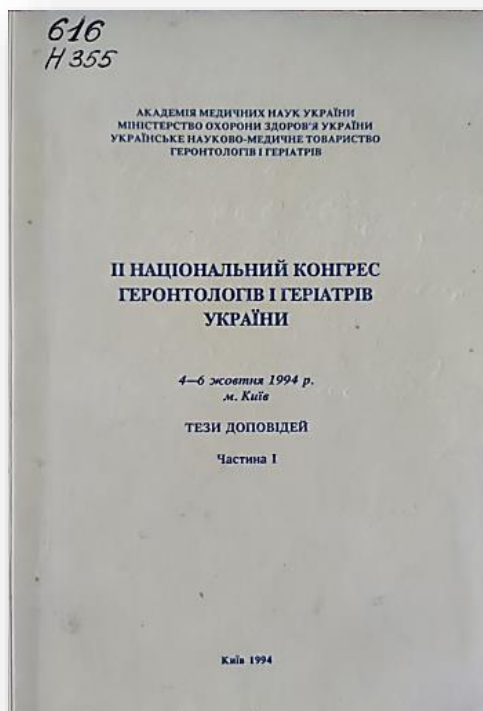 616
Н 355
АКАДЕМІЯ МЕДИЧНИХ НАУК УКРАЇНИ
МІНІСТЕРСТВО ОХОРОНИ ЗДОРОВ'Я УКРАЇНИ
УКРАЇНСЬКЕ НАУКОВО-МЕДИЧНЕ ТОВАРИСТВО
ГЕРОНТОЛОГІВ І ГЕРІАТРІВ
II НАЦІОНАЛЬНИЙ КОНГРЕС
ГЕРОНТОЛОГІВ І ГЕРІАТРІВ
УКРАЇНИ
4—6 жовтня 1994 р.
м. Київ
ТЕЗИ ДОПОВІДЕЙ
Частина I
Київ 1994